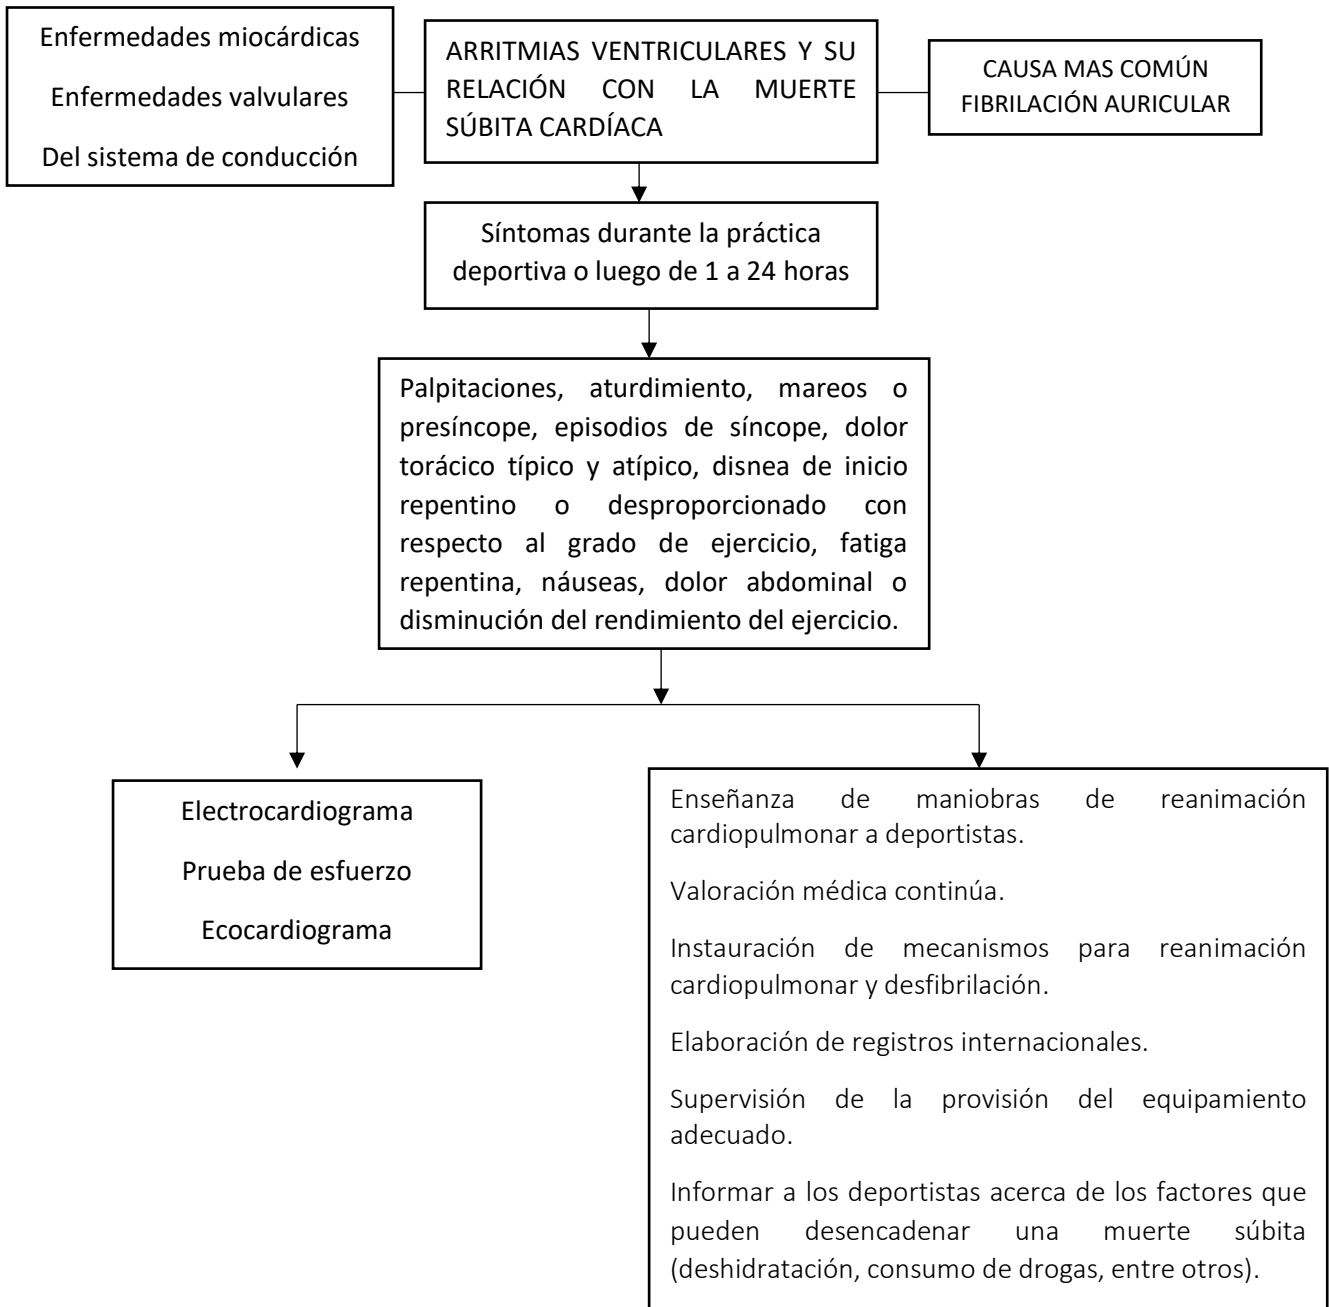 Enfermedades miocárdicas
Enfermedades valvulares
Del sistema de conducción
ARRITMIAS VENTRICULARES Y SU
RELACIÓN CON LA MUERTE
SÚBITA CARDÍACA
CAUSA MAS COMÚN
FIBRILACIÓN AURICULAR
Síntomas durante la práctica
deportiva o luego de 1 a 24 horas
Palpitaciones, aturdimiento, mareos o
presíncope, episodios de síncope, dolor
torácico típico y atípico, disnea de inicio
repentino o desproporcionado con
respecto al grado de ejercicio, fatiga
repentina, náuseas, dolor abdominal o
disminución del rendimiento del ejercicio.
Electrocardiograma
Prueba de esfuerzo
Ecocardiograma
Enseñanza de maniobras de reanimación
cardiopulmonar a deportistas.
Valoración médica continúa.
Instauración de mecanismos para reanimación
cardiopulmonar y desfibrilación.
Elaboración de registros internacionales.
Supervisión de la provisión del equipamiento
adecuado.
Informar a los deportistas acerca de los factores que
pueden desencadenar una muerte súbita
(deshidratación, consumo de drogas, entre otros).